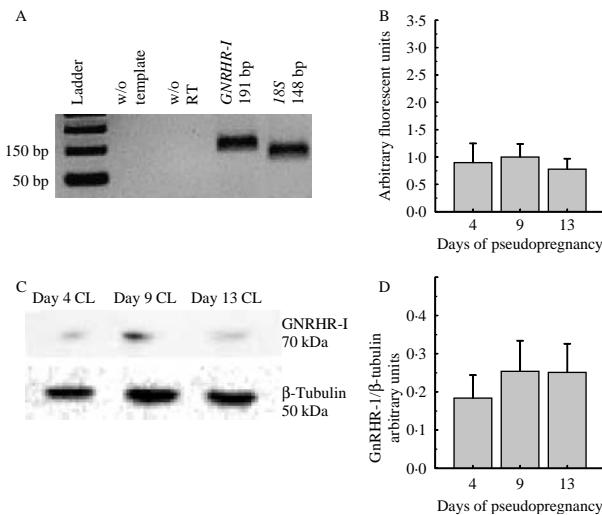 A
Ladder
w/o
template
w/o
RT
GNRHR-I
191 bp
18S
148 bp
150 bp
50 bp
B
Arbitrary fluorescent units
3·5
3·0
2·5
2·0
1·5
1·0
0·5
0·0
4 9 13
Days of pseudopregnancy
C
Day 4 CL Day 9 CL Day 13 CL
GNRHR-I
70 kDa
β-Tubulin
50 kDa
D
GnRHR-1/β-tubulin
arbitrary units
0·5
0·4
0·3
0·2
0·1
0·0
4 9 13
Days of pseudopregnancy